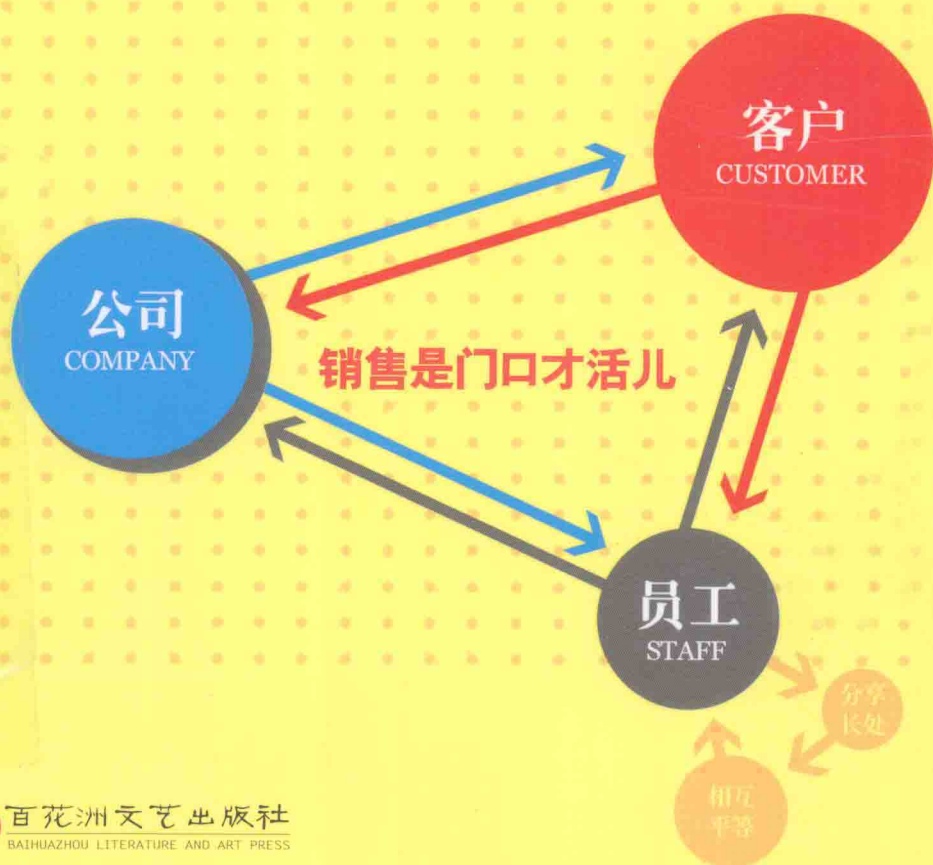 客户
CUSTOMER
公司
COMPANY
销售是门口才活儿
员工
STAFF
分享
长处
相互
平等
百花洲文艺出版社
BAIHUAZHOU LITERATURE AND ART PRESS